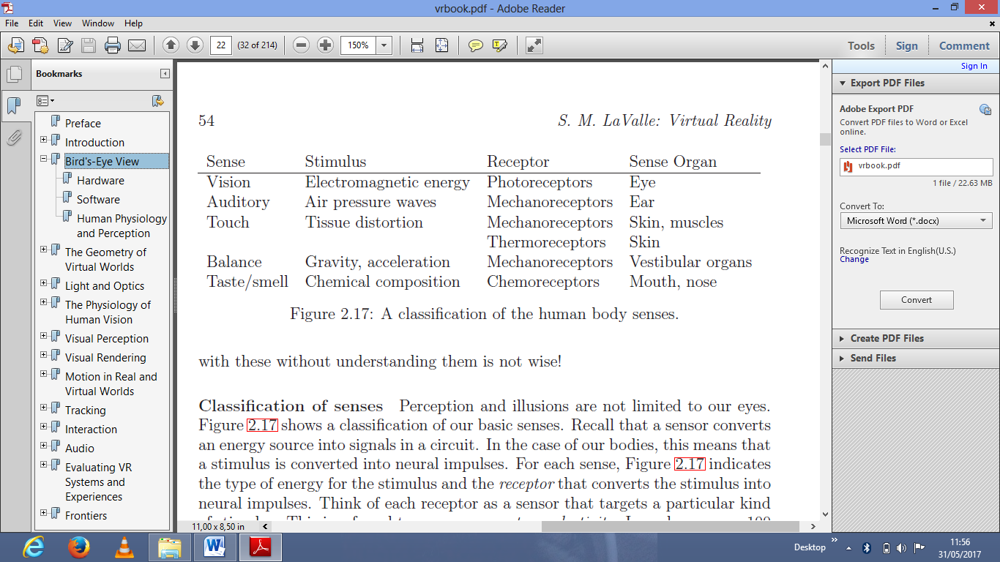 vrbook.pdf - Adobe Reader
File Edit View Window Help
22 (32 of 214) 150% Tools Sign Comment
Bookmarks
Preface
Introduction
Bird's-Eye View
Hardware
Software
Human Physiology
and Perception
The Geometry of
Virtual Worlds
Light and Optics
The Physiology of
Human Vision
Visual Perception
Visual Rendering
Motion in Real and
Virtual Worlds
Tracking
Interaction
Audio
Evaluating VR
Systems and
Experiences
Frontiers
54 S. M. LaValle: Virtual Reality
Sense Stimulus Receptor Sense Organ
Vision Electromagnetic energy Photoreceptors Eye
Auditory Air pressure waves Mechanoreceptors Ear
Touch Tissue distortion Mechanoreceptors Skin, muscles
Thermoreceptors Skin
Balance Gravity, acceleration Mechanoreceptors Vestibular organs
Taste/smell Chemical composition Chemoreceptors Mouth, nose
Figure 2.17: A classification of the human body senses.
with these without understanding them is not wise!
Classification of senses Perception and illusions are not limited to our eyes.
Figure 2.17 shows a classification of our basic senses. Recall that a sensor converts
an energy source into signals in a circuit. In the case of our bodies, this means that
a stimulus is converted into neural impulses. For each sense, Figure 2.17 indicates
the type of energy for the stimulus and the receptor that converts the stimulus into
neural impulses. Think of each receptor as a sensor that targets a particular kind
11,00 x 8,50 in
Sign In
Export PDF Files
Adobe Export PDF
Convert PDF files to Word or Excel
online.
Select PDF File:
vrbook.pdf
1 file / 22.63 MB
Convert To:
Microsoft Word (*.docx)
Recognize Text in English(U.S.)
Change
Convert
Create PDF Files
Send Files
Desktop
11:56
31/05/2017